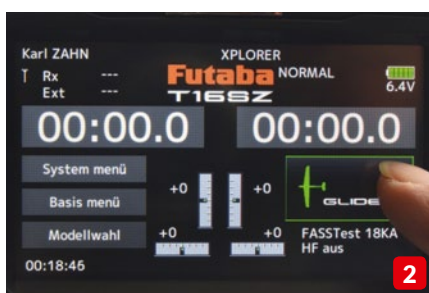 Karl ZAHN XPLORER
Rx --- Futaba NORMAL
Ext --- T16SZ 6.4V
00:00.0 00:00.0
System menü
Basis menü +0 +0
GLIDE
Modellwahl +0 +0 FASSTest 18KA
HF aus
00:18:46
2